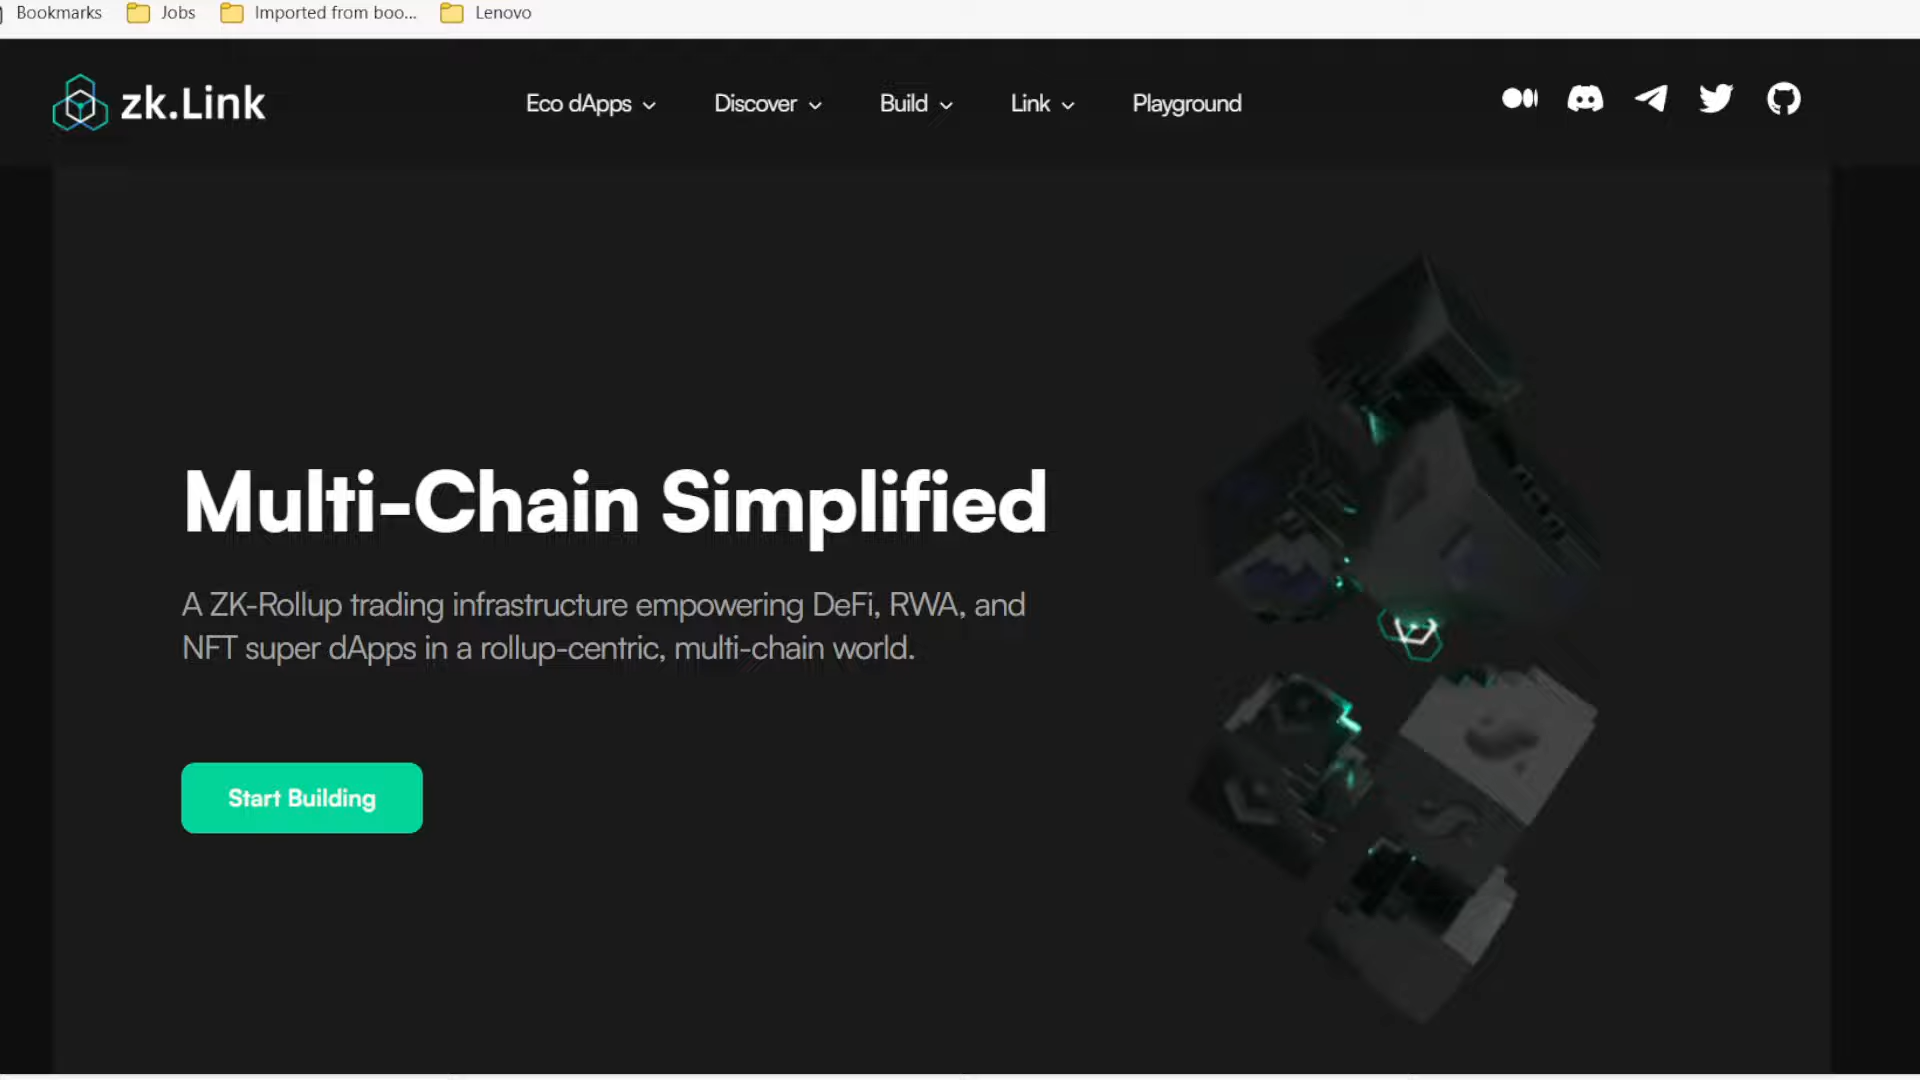 Bookmarks Jobs Imported from boo... Lenovo
zk.Link Eco dApps Discover Build Link Playground
Multi-Chain Simplified
A ZK-Rollup trading infrastructure empowering DeFi, RWA, and
NFT super dApps in a rollup-centric, multi-chain world.
Start Building